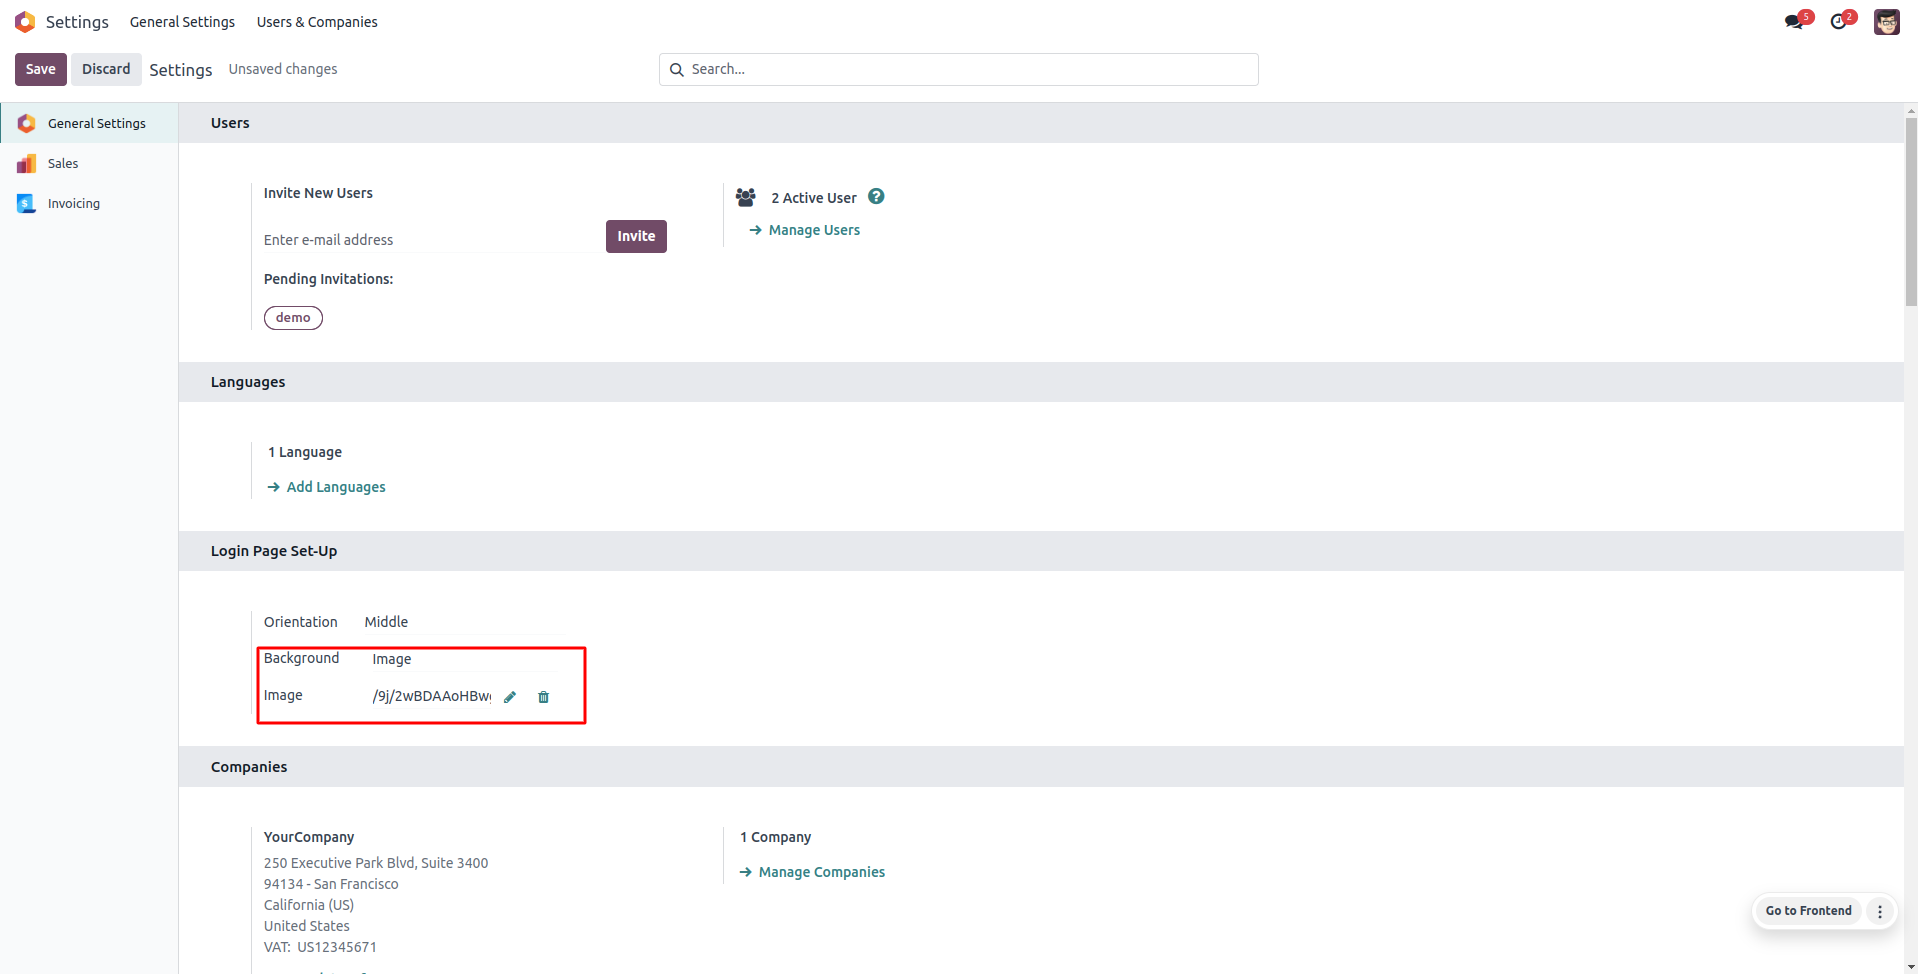 Settings General Settings Users & Companies 5 2
Save Discard Settings Unsaved changes Search...
General Settings
Sales
Invoicing
Users
Invite New Users
Enter e-mail address Invite
Pending Invitations:
demo
2 Active User ?
Manage Users
Languages
1 Language
Add Languages
Login Page Set-Up
Orientation Middle
Background Image
Image /9j/2wBDAAoHBw
Companies
YourCompany
250 Executive Park Blvd, Suite 3400
94134 - San Francisco
California (US)
United States
VAT: US12345671
1 Company
Manage Companies
Go to Frontend